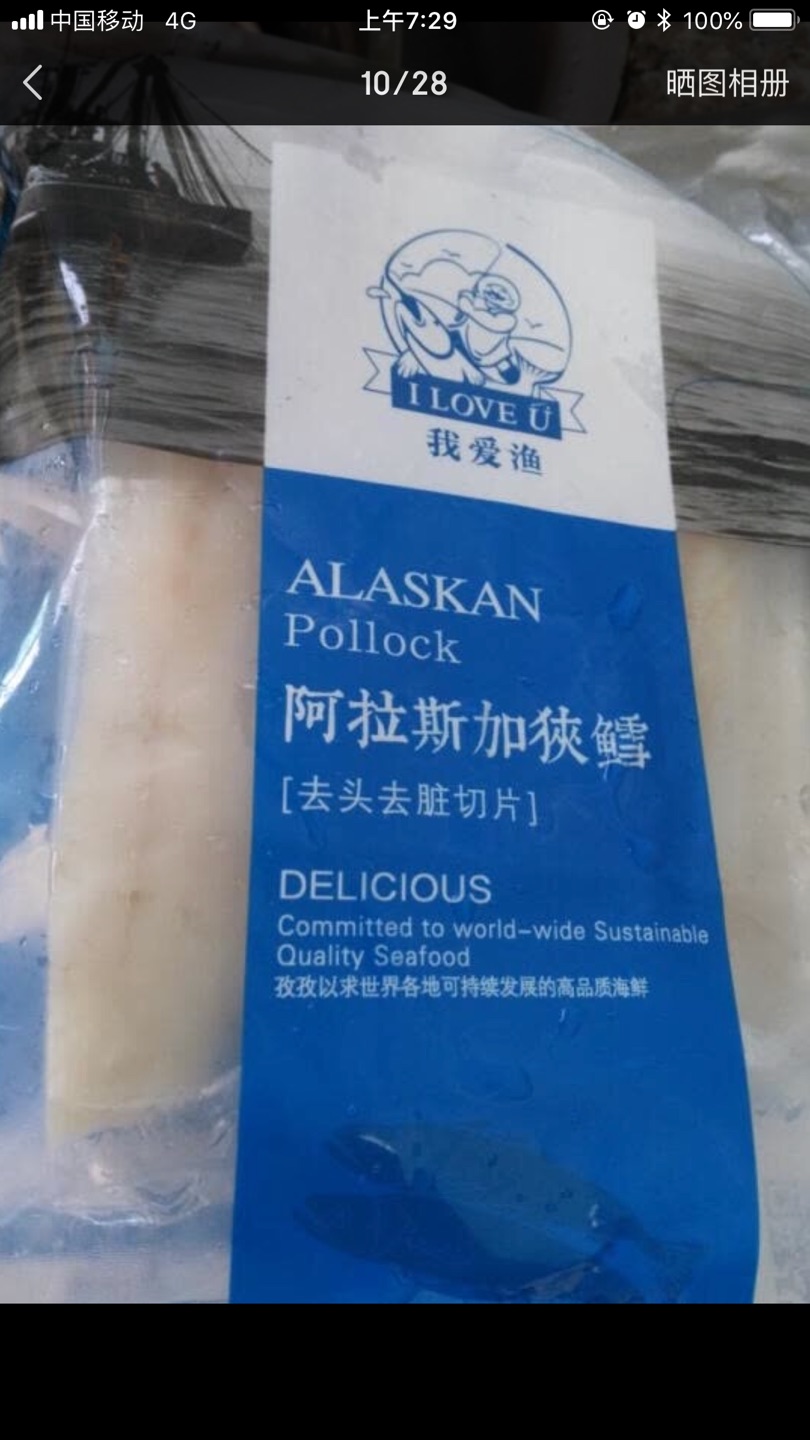 中国移动 4G 上午7:29 100%
10/28 晒图相册
I LOVE U
我爱渔
ALASKAN
Pollock
阿拉斯加狹鳕
[去头去脏切片]
DELICIOUS
Committed to world-wide Sustainable
Quality Seafood
孜孜以求世界各地可持续发展的高品质海鲜